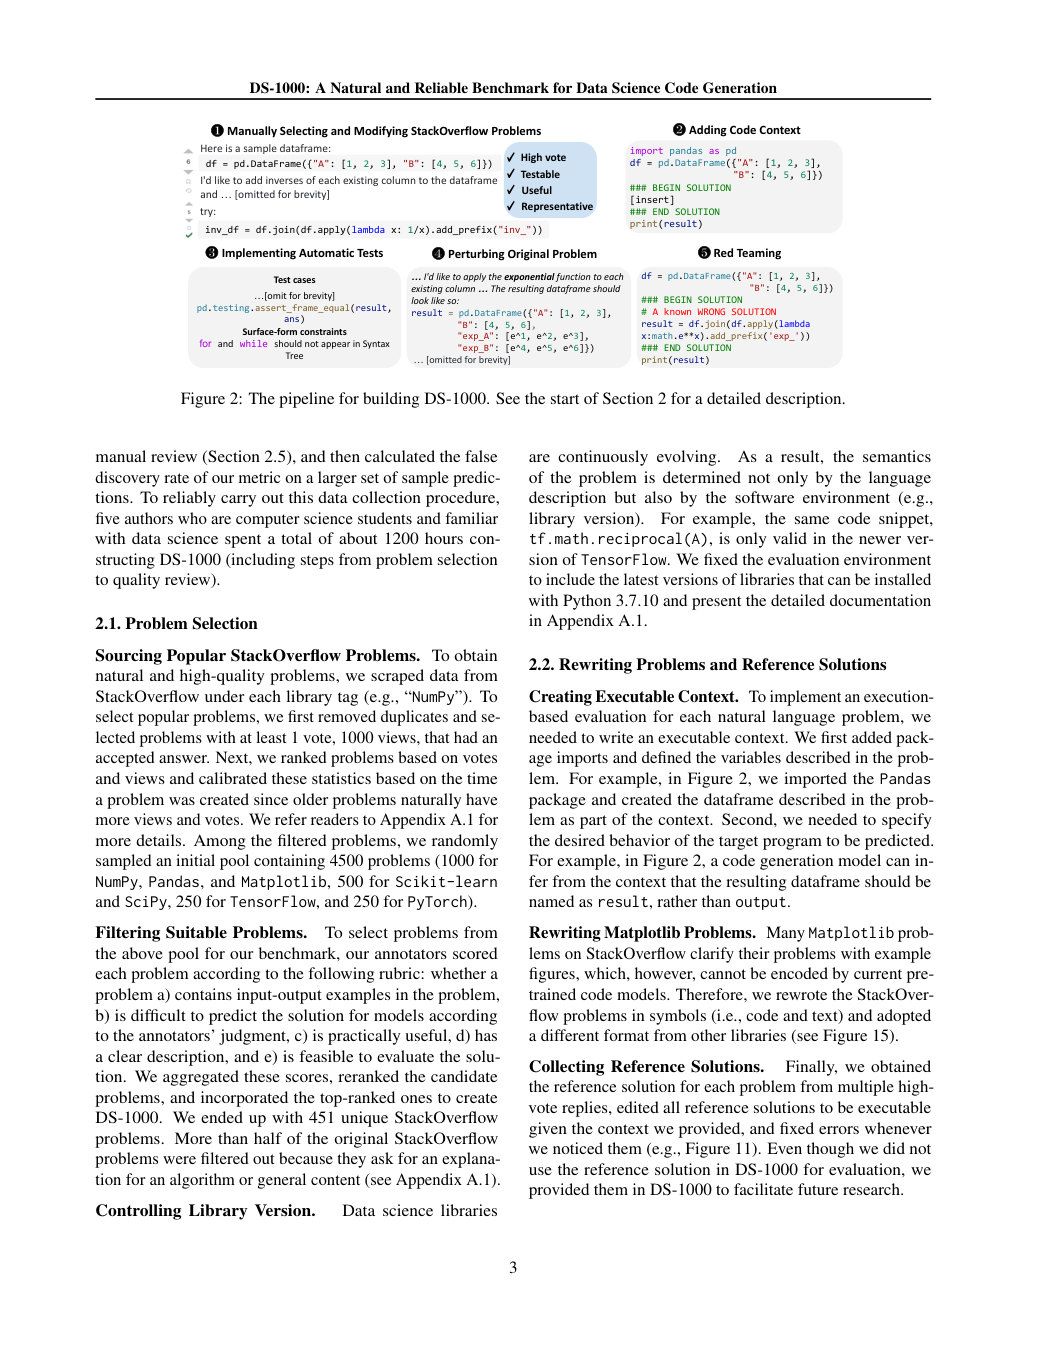 DS-1000: A Natural and Reliable Benchmark for Data Science Code Generation
❶ Manually Selecting and Modifying StackOverflow Problems
Here is a sample dataframe:
6
df = pd.DataFrame({"A": [1, 2, 3], "B": [4, 5, 6]})
I'd like to add inverses of each existing column to the dataframe
and … [omitted for brevity]
try:
inv_df = df.join(df.apply(lambda x: 1/x).add_prefix("inv_"))
✓ High vote
✓ Testable
✓ Useful
✓ Representative
❷ Adding Code Context
import pandas as pd
df = pd.DataFrame({"A": [1, 2, 3],
"B": [4, 5, 6]})
### BEGIN SOLUTION
[insert]
### END SOLUTION
print(result)
❸ Implementing Automatic Tests
Test cases
…[omit for brevity]
pd.testing.assert_frame_equal(result,
ans)
Surface-form constraints
for and while should not appear in Syntax
Tree
❹ Perturbing Original Problem
… I'd like to apply the exponential function to each
existing column … The resulting dataframe should
look like so:
result = pd.DataFrame({"A": [1, 2, 3],
"B": [4, 5, 6],
"exp_A": [e^1, e^2, e^3],
"exp_B": [e^4, e^5, e^6]})
… [omitted for brevity]
❺ Red Teaming
df = pd.DataFrame({"A": [1, 2, 3],
"B": [4, 5, 6]})
### BEGIN SOLUTION
# A known WRONG SOLUTION
result = df.join(df.apply(lambda
x:math.e**x).add_prefix('exp_'))
### END SOLUTION
print(result)
Figure 2: The pipeline for building DS-1000. See the start of Section 2 for a detailed description.
manual review (Section 2.5), and then calculated the false
discovery rate of our metric on a larger set of sample predic-
tions. To reliably carry out this data collection procedure,
five authors who are computer science students and familiar
with data science spent a total of about 1200 hours con-
structing DS-1000 (including steps from problem selection
to quality review).
2.1. Problem Selection
Sourcing Popular StackOverflow Problems. To obtain
natural and high-quality problems, we scraped data from
StackOverflow under each library tag (e.g., “NumPy”). To
select popular problems, we first removed duplicates and se-
lected problems with at least 1 vote, 1000 views, that had an
accepted answer. Next, we ranked problems based on votes
and views and calibrated these statistics based on the time
a problem was created since older problems naturally have
more views and votes. We refer readers to Appendix A.1 for
more details. Among the filtered problems, we randomly
sampled an initial pool containing 4500 problems (1000 for
NumPy, Pandas, and Matplotlib, 500 for Scikit-learn
and SciPy, 250 for TensorFlow, and 250 for PyTorch).
Filtering Suitable Problems. To select problems from
the above pool for our benchmark, our annotators scored
each problem according to the following rubric: whether a
problem a) contains input-output examples in the problem,
b) is difficult to predict the solution for models according
to the annotators’ judgment, c) is practically useful, d) has
a clear description, and e) is feasible to evaluate the solu-
tion. We aggregated these scores, reranked the candidate
problems, and incorporated the top-ranked ones to create
DS-1000. We ended up with 451 unique StackOverflow
problems. More than half of the original StackOverflow
problems were filtered out because they ask for an explana-
tion for an algorithm or general content (see Appendix A.1).
Controlling Library Version. Data science libraries
are continuously evolving. As a result, the semantics
of the problem is determined not only by the language
description but also by the software environment (e.g.,
library version). For example, the same code snippet,
tf.math.reciprocal(A), is only valid in the newer ver-
sion of TensorFlow. We fixed the evaluation environment
to include the latest versions of libraries that can be installed
with Python 3.7.10 and present the detailed documentation
in Appendix A.1.
2.2. Rewriting Problems and Reference Solutions
Creating Executable Context. To implement an execution-
based evaluation for each natural language problem, we
needed to write an executable context. We first added pack-
age imports and defined the variables described in the prob-
lem. For example, in Figure 2, we imported the Pandas
package and created the dataframe described in the prob-
lem as part of the context. Second, we needed to specify
the desired behavior of the target program to be predicted.
For example, in Figure 2, a code generation model can in-
fer from the context that the resulting dataframe should be
named as result, rather than output.
Rewriting Matplotlib Problems. Many Matplotlib prob-
lems on StackOverflow clarify their problems with example
figures, which, however, cannot be encoded by current pre-
trained code models. Therefore, we rewrote the StackOver-
flow problems in symbols (i.e., code and text) and adopted
a different format from other libraries (see Figure 15).
Collecting Reference Solutions. Finally, we obtained
the reference solution for each problem from multiple high-
vote replies, edited all reference solutions to be executable
given the context we provided, and fixed errors whenever
we noticed them (e.g., Figure 11). Even though we did not
use the reference solution in DS-1000 for evaluation, we
provided them in DS-1000 to facilitate future research.
3